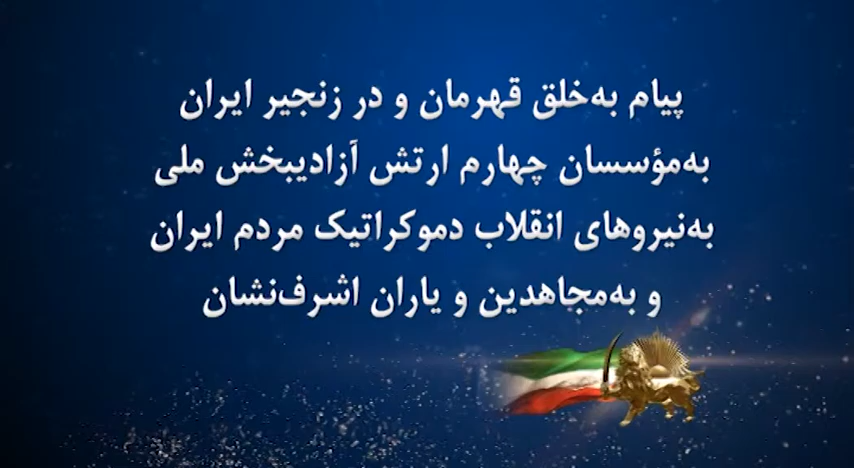 پیام به‌خلق قهرمان و در زنجیر ایران
به‌مؤسسان چهارم ارتش آزادیبخش ملی
به‌نیروهای انقلاب دموکراتیک مردم ایران
و به‌مجاهدین و یاران اشرف‌نشان